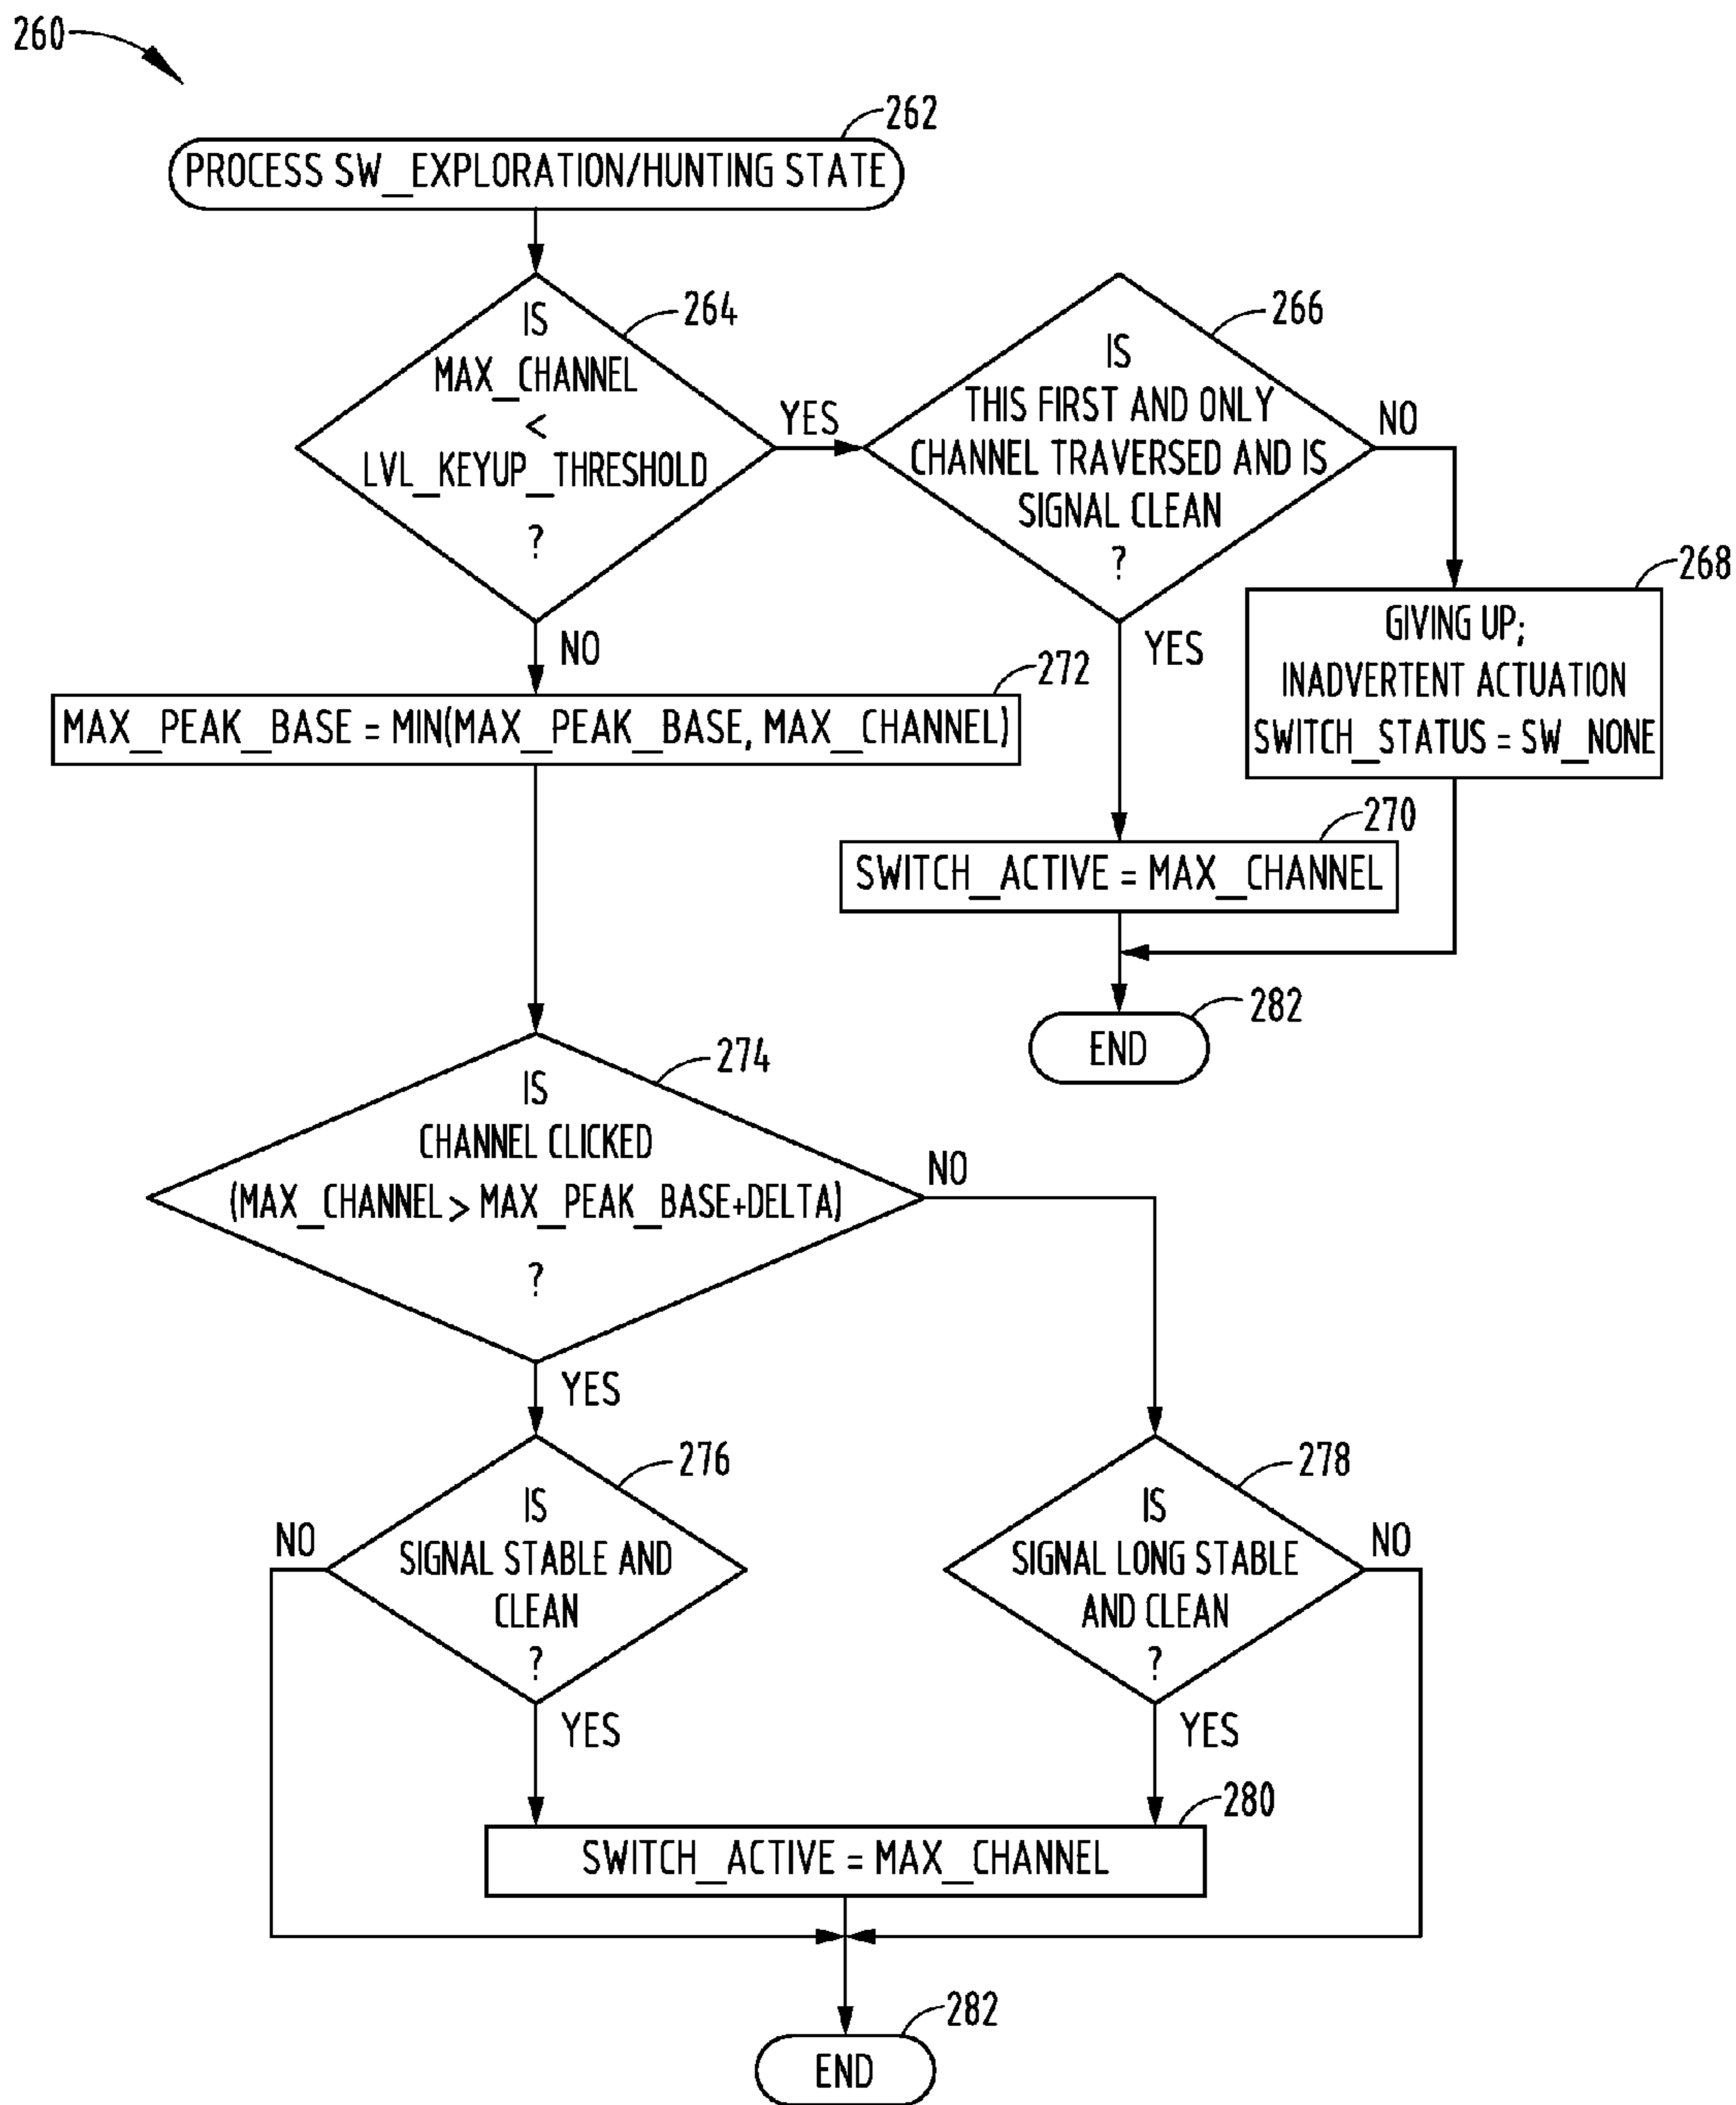 260
262
PROCESS SW_EXPLORATION/HUNTING STATE
264
IS
MAX_CHANNEL
<
LVL_KEYUP_THRESHOLD
?
YES
NO
266
IS
THIS FIRST AND ONLY
CHANNEL TRAVERSED AND IS
SIGNAL CLEAN
?
NO
YES
268
GIVING UP;
INADVERTENT ACTUATION
SWITCH_STATUS = SW_NONE
272
MAX_PEAK_BASE = MIN(MAX_PEAK_BASE, MAX_CHANNEL)
270
SWITCH_ACTIVE = MAX_CHANNEL
282
END
274
IS
CHANNEL CLICKED
(MAX_CHANNEL > MAX_PEAK_BASE+DELTA)
?
NO
YES
276
IS
SIGNAL STABLE AND
CLEAN
?
NO
YES
278
IS
SIGNAL LONG STABLE
AND CLEAN
?
NO
YES
280
SWITCH_ACTIVE = MAX_CHANNEL
282
END